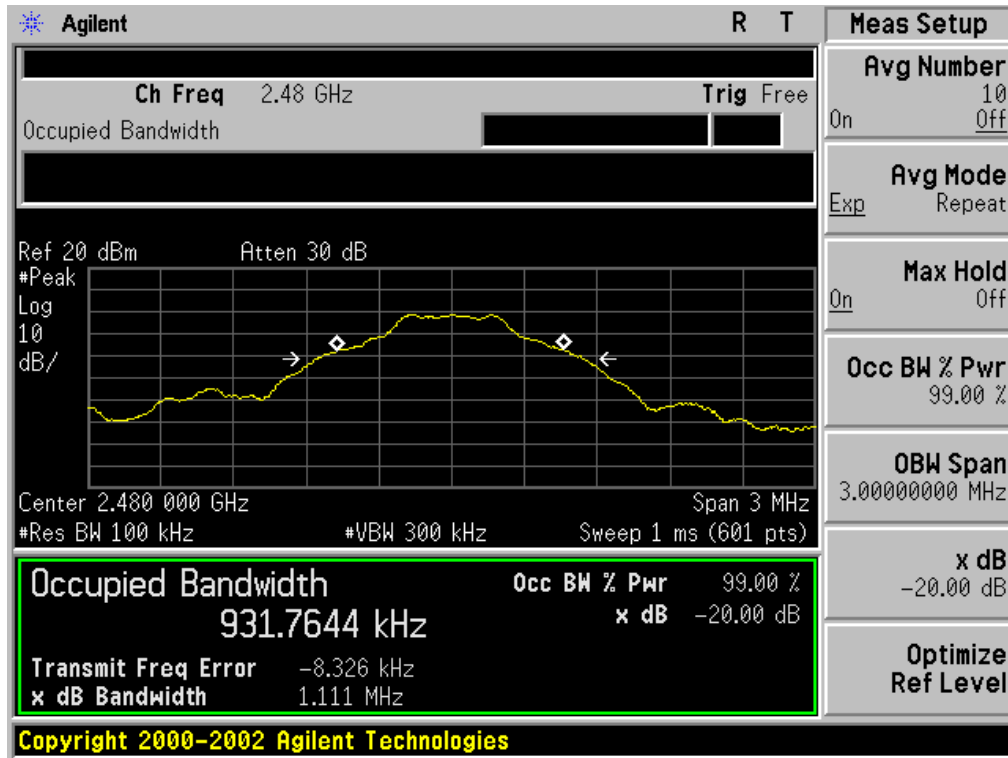 Agilent R T
Ch Freq 2.48 GHz Trig Free
Occupied Bandwidth
Ref 20 dBm Atten 30 dB
#Peak
Log
10
dB/
Center 2.480 000 GHz Span 3 MHz
#Res BW 100 kHz #VBW 300 kHz Sweep 1 ms (601 pts)
Occupied Bandwidth
931.7644 kHz
Occ BW % Pwr 99.00 %
x dB -20.00 dB
Transmit Freq Error -8.326 kHz
x dB Bandwidth 1.111 MHz
Copyright 2000-2002 Agilent Technologies
Meas Setup
Avg Number
10
On Off
Avg Mode
Exp Repeat
Max Hold
On Off
Occ BW % Pwr
99.00 %
OBW Span
3.00000000 MHz
x dB
-20.00 dB
Optimize
Ref Level